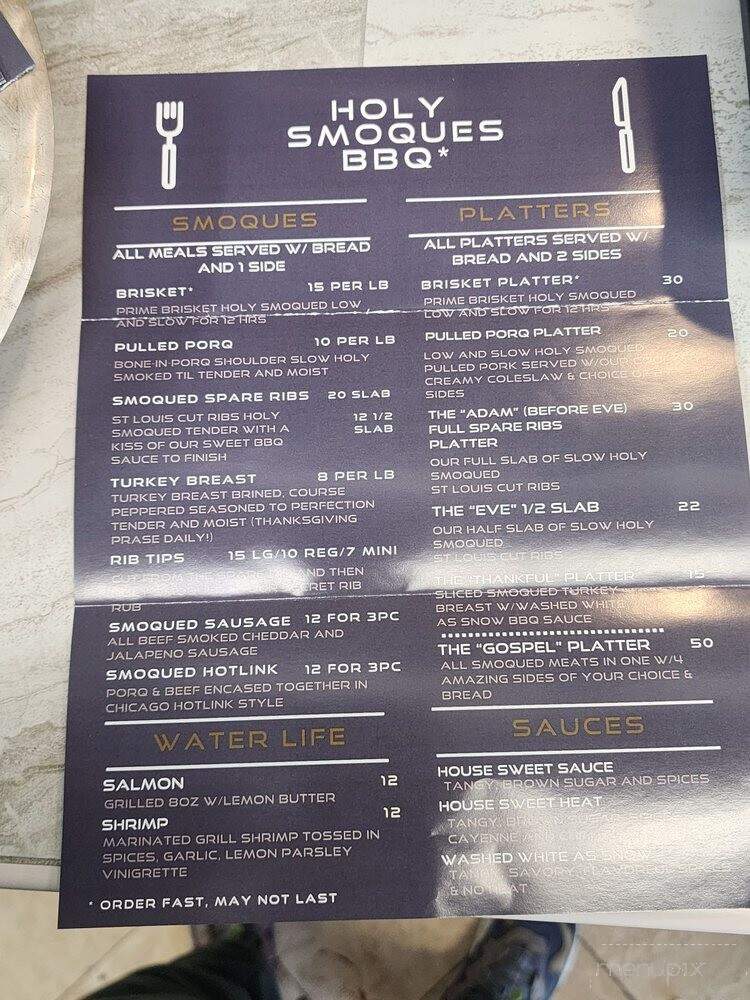 HOLY
SMOQUES
BBQ*
SMOQUES
ALL MEALS SERVED W/ BREAD
AND 1 SIDE
BRISKET* 15 PER LB
PRIME BRISKET HOLY SMOQUED LOW
AND SLOW FOR 12 HRS
PULLED PORQ 10 PER LB
BONE-IN-PORQ SHOULDER SLOW HOLY
SMOKED TIL TENDER AND MOIST
SMOQUED SPARE RIBS 20 SLAB
ST LOUIS CUT RIBS HOLY 12 1/2
SMOQUED TENDER WITH A SLAB
KISS OF OUR SWEET BBQ
SAUCE TO FINISH
TURKEY BREAST 8 PER LB
TURKEY BREAST BRINED, COURSE
PEPPERED SEASONED TO PERFECTION
TENDER AND MOIST (THANKSGIVING
PRASE DAILY!)
RIB TIPS 15 LG/10 REG/7 MINI
CUT FROM THE SPARE AND THEN
RIB
RUB
SMOQUED SAUSAGE 12 FOR 3PC
ALL BEEF SMOKED CHEDDAR AND
JALAPENO SAUSAGE
SMOQUED HOTLINK 12 FOR 3PC
PORQ & BEEF ENCASED TOGETHER IN
CHICAGO HOTLINK STYLE
WATER LIFE
SALMON 12
GRILLED 8OZ W/LEMON BUTTER
SHRIMP 12
MARINATED GRILL SHRIMP TOSSED IN
SPICES, GARLIC, LEMON PARSLEY
VINIGRETTE
* ORDER FAST, MAY NOT LAST
PLATTERS
ALL PLATTERS SERVED W/
BREAD AND 2 SIDES
BRISKET PLATTER* 30
PRIME BRISKET HOLY SMOQUED
LOW AND SLOW FOR 12 HRS
PULLED PORQ PLATTER 20
LOW AND SLOW HOLY SMOQUED
PULLED PORK SERVED W/OUR
CREAMY COLESLAW & CHOICE OF
SIDES
THE "ADAM" (BEFORE EVE) 30
FULL SPARE RIBS
PLATTER
OUR FULL SLAB OF SLOW HOLY
SMOQUED
ST LOUIS CUT RIBS
THE "EVE" 1/2 SLAB 22
OUR HALF SLAB OF SLOW HOLY
SMOQUED
ST LOUIS CUT RIBS
THE "THANKFUL" PLATTER 15
SLICED SMOQUED TURKEY
BREAST W/WASHED WHITE
AS SNOW BBQ SAUCE
THE "GOSPEL" PLATTER 50
ALL SMOQUED MEATS IN ONE W/4
AMAZING SIDES OF YOUR CHOICE &
BREAD
SAUCES
HOUSE SWEET SAUCE
TANGY, BROWN SUGAR AND SPICES
HOUSE SWEET HEAT
TANGY,
CAYENNE
WASHED WHITE AS SNOW
TANGY, SAVORY
& NO HEAT
menupix